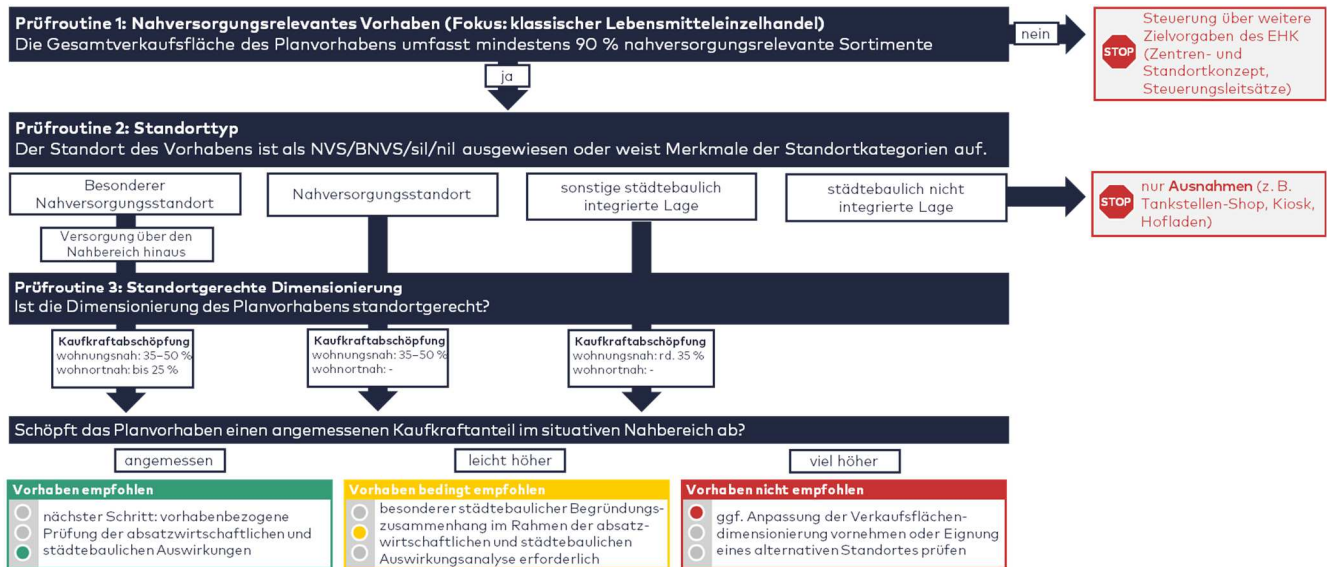 Prüfroutine 1: Nahversorgungsrelevantes Vorhaben (Fokus: klassischer Lebensmitteleinzelhandel)
Die Gesamtverkaufsfläche des Planvorhabens umfasst mindestens 90 % nahversorgungsrelevante Sortimente
nein
STOP
Steuerung über weitere
Zielvorgaben des EHK
(Zentren- und
Standortkonzept,
Steuerungsleitsätze)
ja
Prüfroutine 2: Standorttyp
Der Standort des Vorhabens ist als NVS/BNVS/sil/nil ausgewiesen oder weist Merkmale der Standortkategorien auf.
Besonderer
Nahversorgungsstandort
Nahversorgungsstandort
sonstige städtebaulich
integrierte Lage
städtebaulich nicht
integrierte Lage
STOP
nur Ausnahmen (z. B.
Tankstellen-Shop, Kiosk,
Hofladen)
Versorgung über den
Nahbereich hinaus
Prüfroutine 3: Standortgerechte Dimensionierung
Ist die Dimensionierung des Planvorhabens standortgerecht?
Kaufkraftabschöpfung
wohnungsnah: 35–50 %
wohnortnah: bis 25 %
Kaufkraftabschöpfung
wohnungsnah: 35–50 %
wohnortnah: -
Kaufkraftabschöpfung
wohnungsnah: rd. 35 %
wohnortnah: -
Schöpft das Planvorhaben einen angemessenen Kaufkraftanteil im situativen Nahbereich ab?
angemessen
leicht höher
viel höher
Vorhaben empfohlen
nächster Schritt: vorhabenbezogene
Prüfung der absatzwirtschaftlichen und
städtebaulichen Auswirkungen
Vorhaben bedingt empfohlen
besonderer städtebaulicher Begründungs-
zusammenhang im Rahmen der absatz-
wirtschaftlichen und städtebaulichen
Auswirkungsanalyse erforderlich
Vorhaben nicht empfohlen
ggf. Anpassung der Verkaufsflächen-
dimensionierung vornehmen oder Eignung
eines alternativen Standortes prüfen